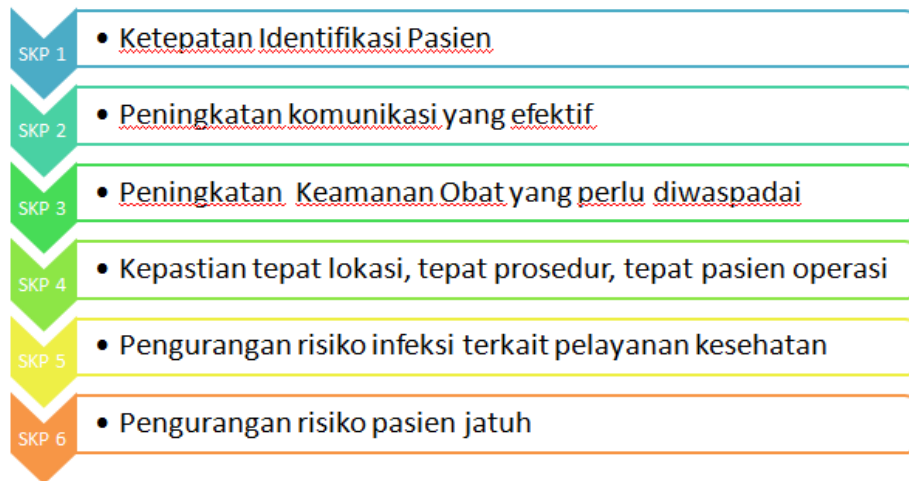 SKP 1
• Ketepatan Identifikasi Pasien
SKP 2
• Peningkatan komunikasi yang efektif
SKP 3
• Peningkatan Keamanan Obat yang perlu diwaspadai
SKP 4
• Kepastian tepat lokasi, tepat prosedur, tepat pasien operasi
SKP 5
• Pengurangan risiko infeksi terkait pelayanan kesehatan
SKP 6
• Pengurangan risiko pasien jatuh